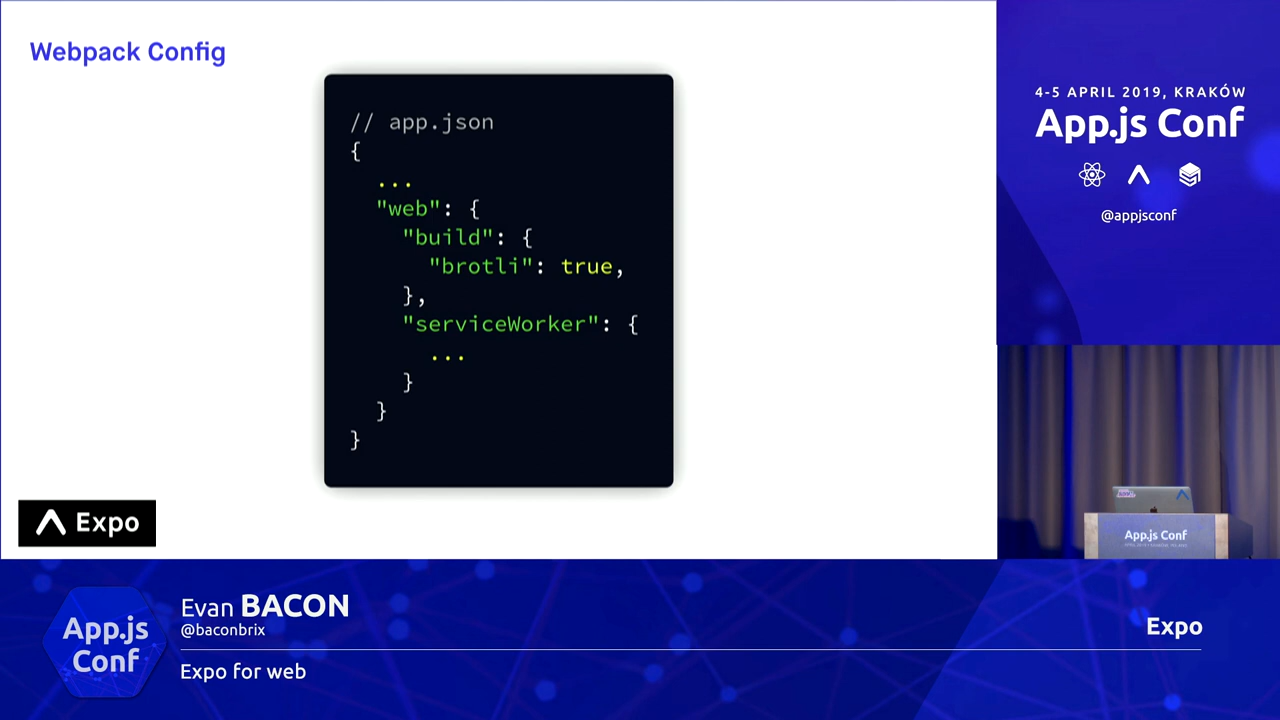 Webpack Config
// app.json
{
...
"web": {
"build": {
"brotli": true,
},
"serviceWorker": {
...
}
}
}
Expo
4-5 APRIL 2019, KRAKÓW
App.js Conf
@appjsconf
App.js Conf
App.js
Conf
Evan BACON
@baconbrix
Expo for web
Expo